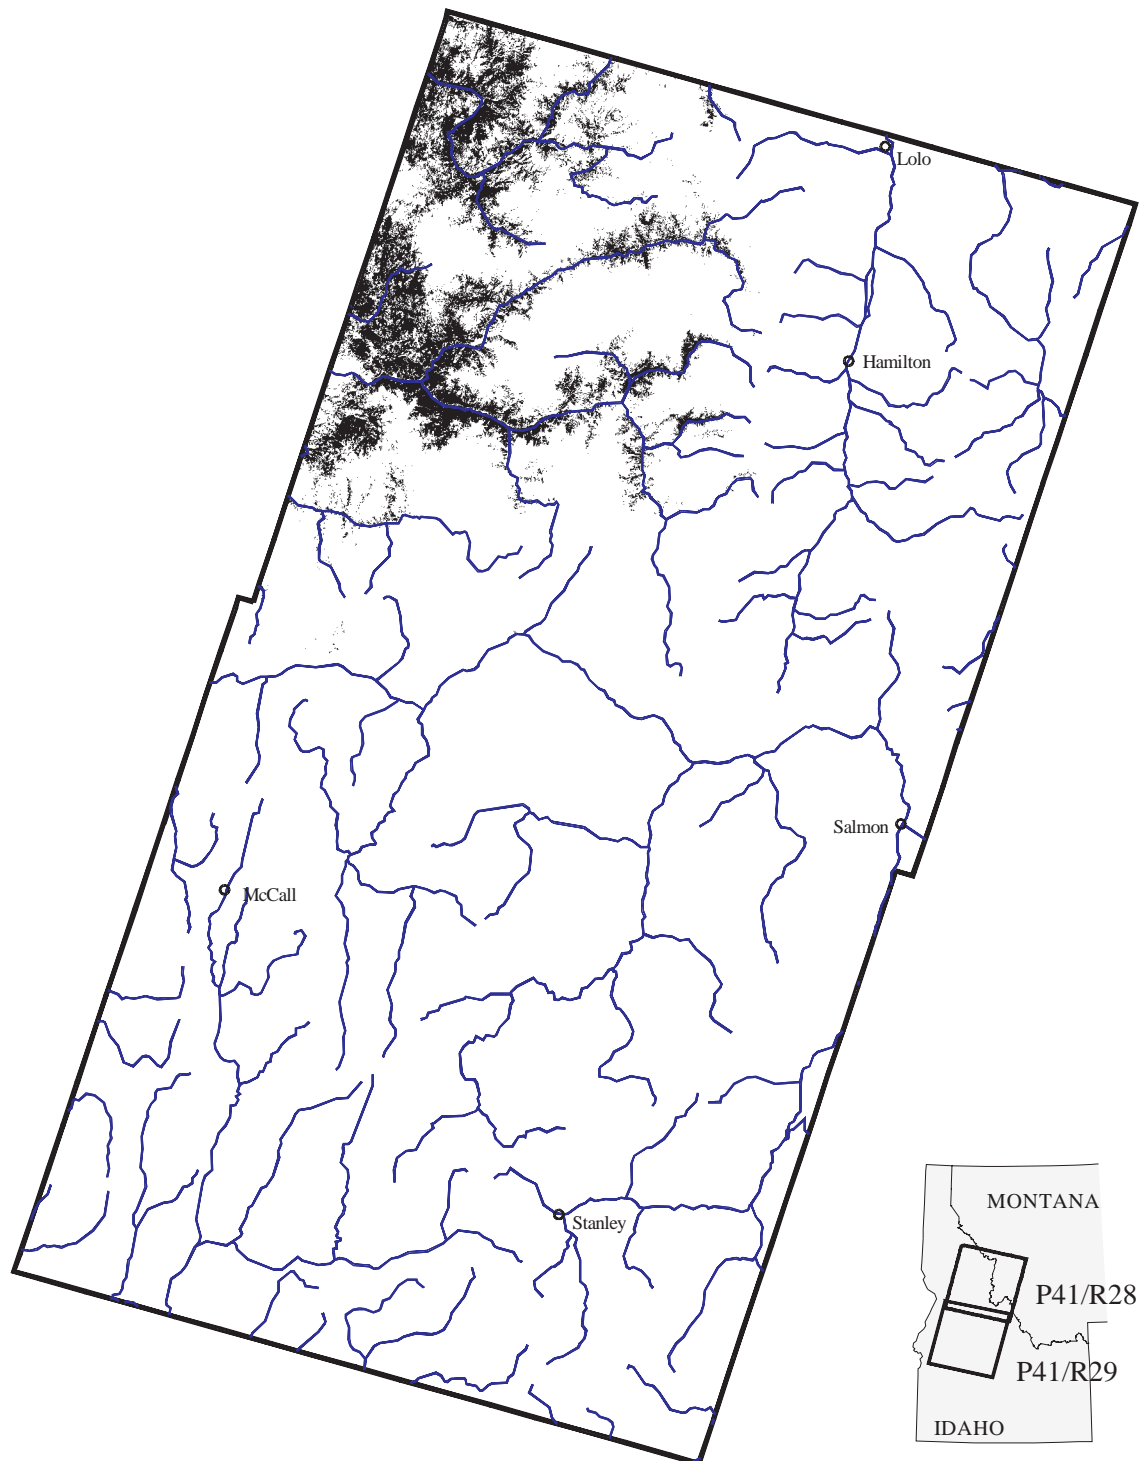 Lolo
Hamilton
Salmon
McCall
Stanley
MONTANA
P41/R28
P41/R29
IDAHO